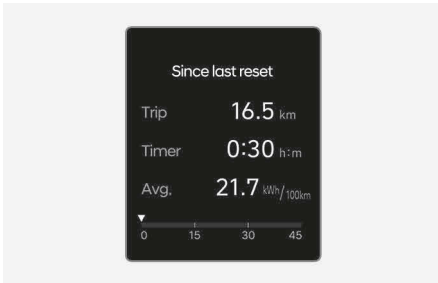 Since last reset
Trip 16.5 km
Timer 0:30 h:m
Avg. 21.7 kWh/100km
0 15 30 45